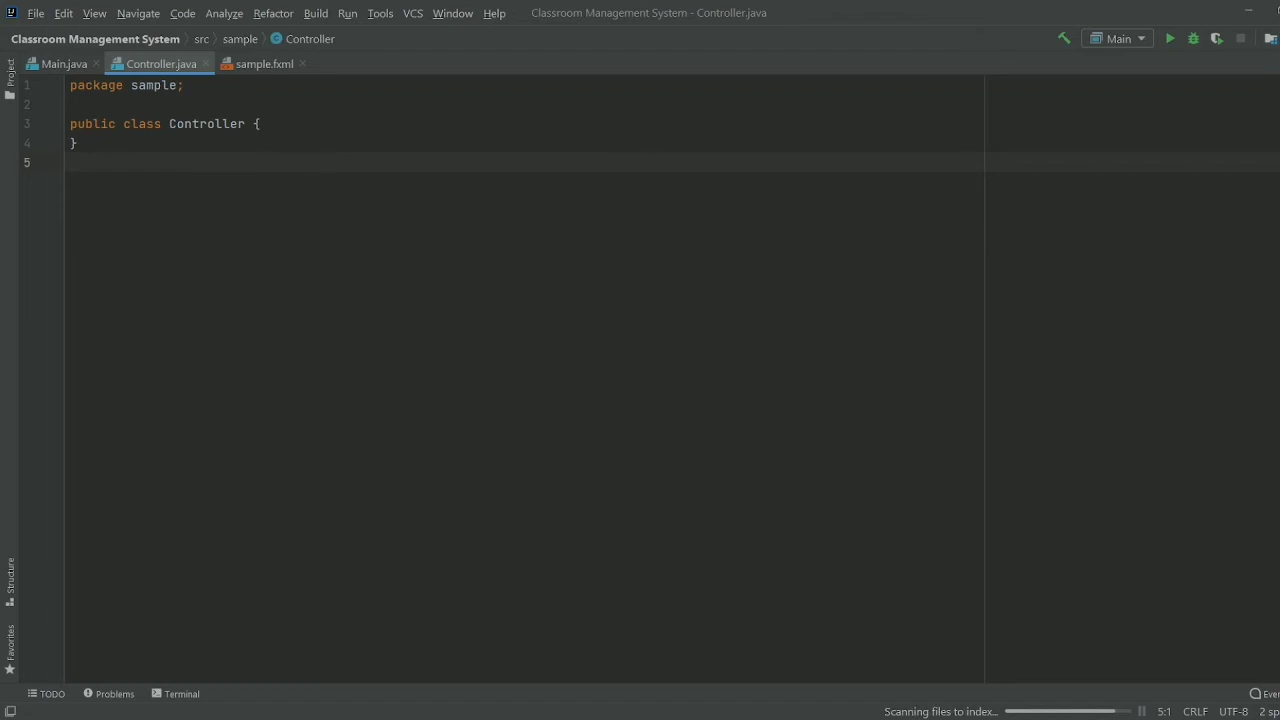 File Edit View Navigate Code Analyze Refactor Build Run Tools VCS Window Help Classroom Management System - Controller.java
Classroom Management System src sample Controller Main
Main.java Controller.java sample.fxml
Project
1 package sample;
2
3 public class Controller {
4 }
5
Structure
Favorites
TODO Problems Terminal
Scanning files to index... 5:1 CRLF UTF-8